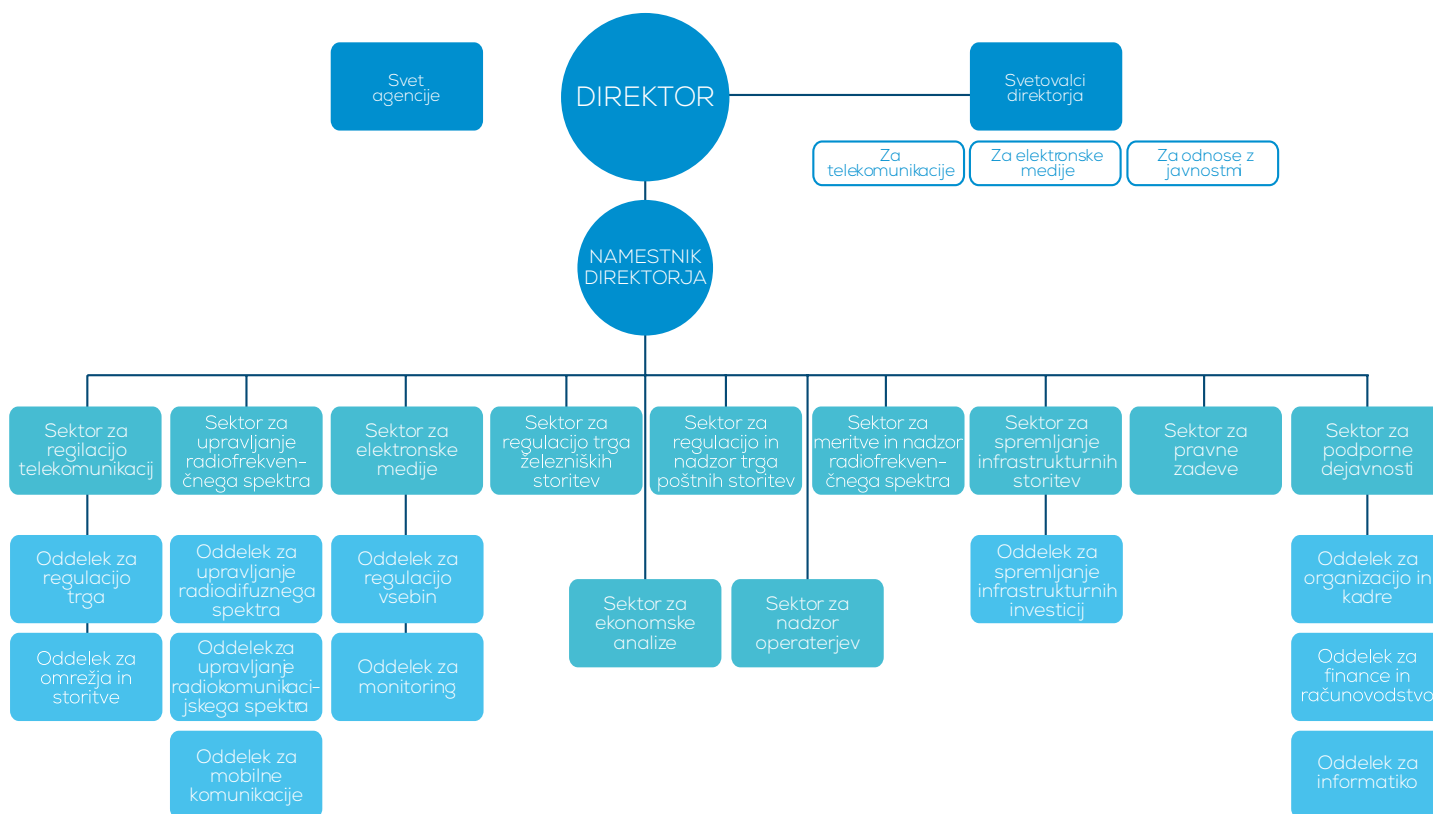 Svet
agencije
DIREKTOR
Svetovalci
direktorja
Za
telekomunikacije
Za elektronske
medije
Za odnose z
javnostmi
NAMESTNIK
DIREKTORJA
Sektor za
regilacijo
telekomunikacij
Sektor za
upravljanje
radiofrekven-
čnega spektra
Sektor za
elektronske
medije
Sektor za
regulacijo trga
železniških
storitev
Sektor za
regulacijo in
nadzor trga
poštnih storitev
Sektor za
meritve in nadzor
radiofrekven-
čnega spektra
Sektor za
spremljanje
infrastrukturnih
storitev
Sektor za
pravne
zadeve
Sektor za
podporne
dejavnosti
Oddelek za
regulacijo
trga
Oddelek za
upravljanje
radiodifuznega
spektra
Oddelek za
regulacijo
vsebin
Sektor za
ekonomske
analize
Sektor za
nadzor
operaterjev
Oddelek za
spremljanje
infrastrukturnih
investicij
Oddelek za
organizacijo in
kadre
Oddelek za
omrežja in
storitve
Oddelek za
upravljanje
radiokomunikaci-
jskega spektra
Oddelek za
monitoring
Oddelek za
finance in
računovodstvo
Oddelek za
mobilne
komunikacije
Oddelek za
informatiko